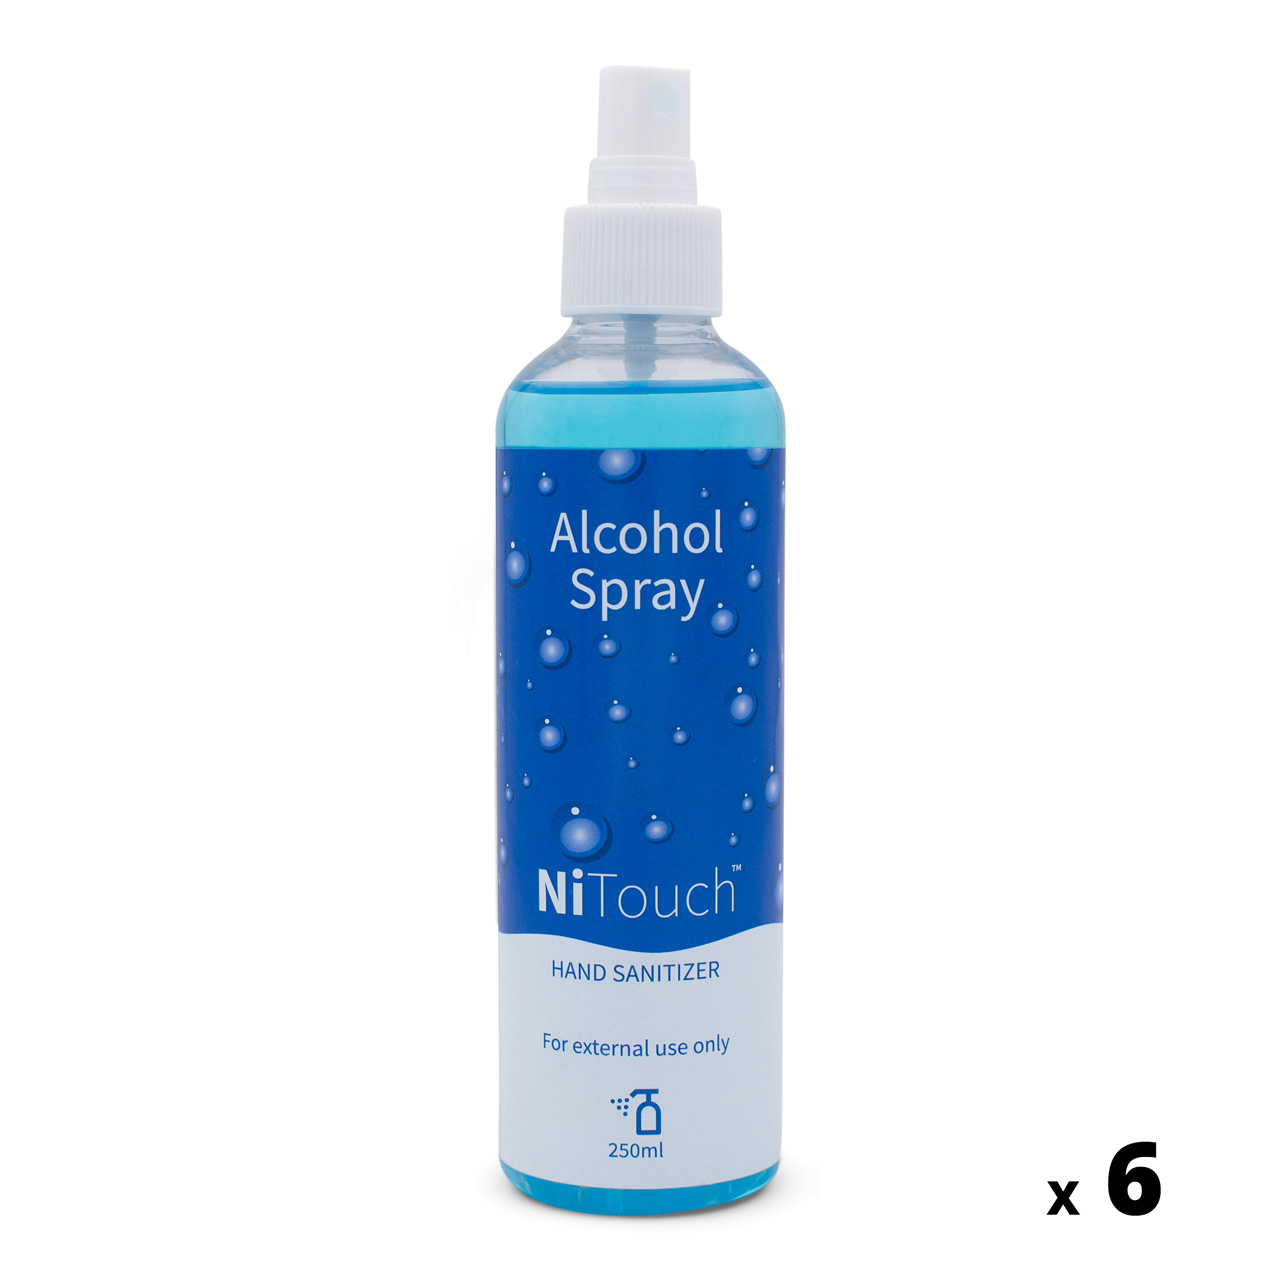 Alcohol
Spray
NiTouch™
HAND SANITIZER
For external use only
250ml
x 6